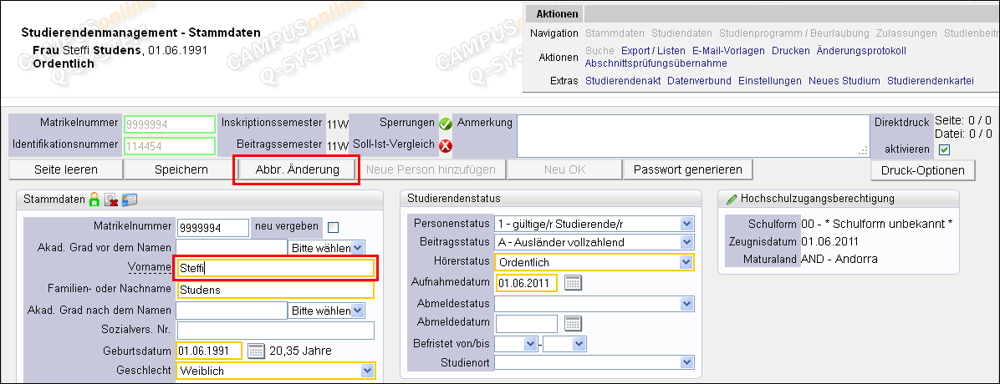 CAMPUSonline
Q-SYSTEM
CAMPUSonline
Q-SYSTEM
CAMPUSonline
Q-SYSTEM
Studierendenmanagement - Stammdaten
Frau Steffi Studens, 01.06.1991
Ordentlich
Aktionen
Navigation Stammdaten Studiendaten Studienprogramm / Beurlaubung Zulassungen Studienbeitr
Aktionen Suche Export / Listen E-Mail-Vorlagen Drucken Änderungsprotokoll
Abschnittsprüfungsübernahme
Extras Studierendenakt Datenverbund Einstellungen Neues Studium Studierendenkartei
Matrikelnummer 9999994 Inskriptionssemester 11W Sperrungen Anmerkung Direktdruck Seite: 0 / 0
Datei: 0 / 0
Identifikationsnummer 114454 Beitragssemester 11W Soll-Ist-Vergleich aktivieren
Seite leeren Speichern Abbr. Änderung Neue Person hinzufügen Neu OK Passwort generieren Druck-Optionen
Stammdaten
Matrikelnummer 9999994 neu vergeben
Akad. Grad vor dem Namen Bitte wählen
Vorname Steffi
Familien- oder Nachname Studens
Akad. Grad nach dem Namen Bitte wählen
Sozialvers. Nr.
Geburtsdatum 01.06.1991 20,35 Jahre
Geschlecht Weiblich
Studierendenstatus
Personenstatus 1 - gültige/r Studierende/r
Beitragsstatus A - Ausländer vollzahlend
Hörerstatus Ordentlich
Aufnahmedatum 01.06.2011
Abmeldestatus
Abmeldedatum
Befristet von/bis -
Studienort
Hochschulzugangsberechtigung
Schulform 00 - * Schulform unbekannt *
Zeugnisdatum 01.06.2011
Maturaland AND - Andorra